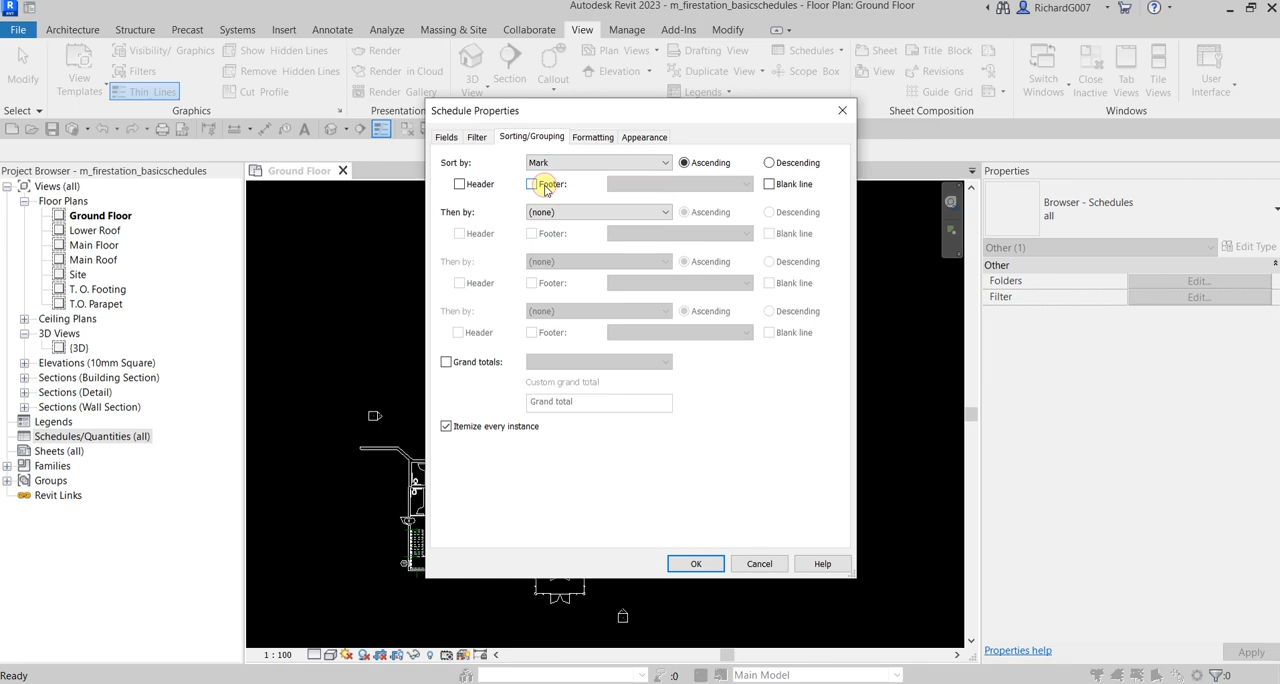 Autodesk Revit 2023 - m_firestation_basicschedules - Floor Plan: Ground Floor
RichardG007
File Architecture Structure Precast Systems Insert Annotate Analyze Massing & Site Collaborate View Manage Add-Ins Modify
Modify
View
Templates
Visibility/ Graphics
Filters
Thin Lines
Show Hidden Lines
Remove Hidden Lines
Cut Profile
Render
Render in Cloud
Render Gallery
3D
View
Section
Callout
Plan Views
Elevation
Drafting View
Duplicate View
Legends
Schedules
Scope Box
Sheet
View
Title Block
Revisions
Guide Grid
Switch
Windows
Close
Inactive
Tab
Views
Tile
Views
User
Interface
Select
Graphics
Presentation
Sheet Composition
Windows
Project Browser - m_firestation_basicschedules
Views (all)
Floor Plans
Ground Floor
Lower Roof
Main Floor
Main Roof
Site
T. O. Footing
T.O. Parapet
Ceiling Plans
3D Views
{3D}
Elevations (10mm Square)
Sections (Building Section)
Sections (Detail)
Sections (Wall Section)
Legends
Schedules/Quantities (all)
Sheets (all)
Families
Groups
Revit Links
Ground Floor
Schedule Properties
Fields Filter Sorting/Grouping Formatting Appearance
Sort by: Mark Ascending Descending
Header Footer: Blank line
Then by: (none) Ascending Descending
Header Footer: Blank line
Then by: (none) Ascending Descending
Header Footer: Blank line
Then by: (none) Ascending Descending
Header Footer: Blank line
Grand totals:
Custom grand total
Grand total
Itemize every instance
OK Cancel Help
Properties
Browser - Schedules
all
Other (1) Edit Type
Other
Folders Edit...
Filter Edit...
Properties help Apply
1 : 100
Ready :0 Main Model :0